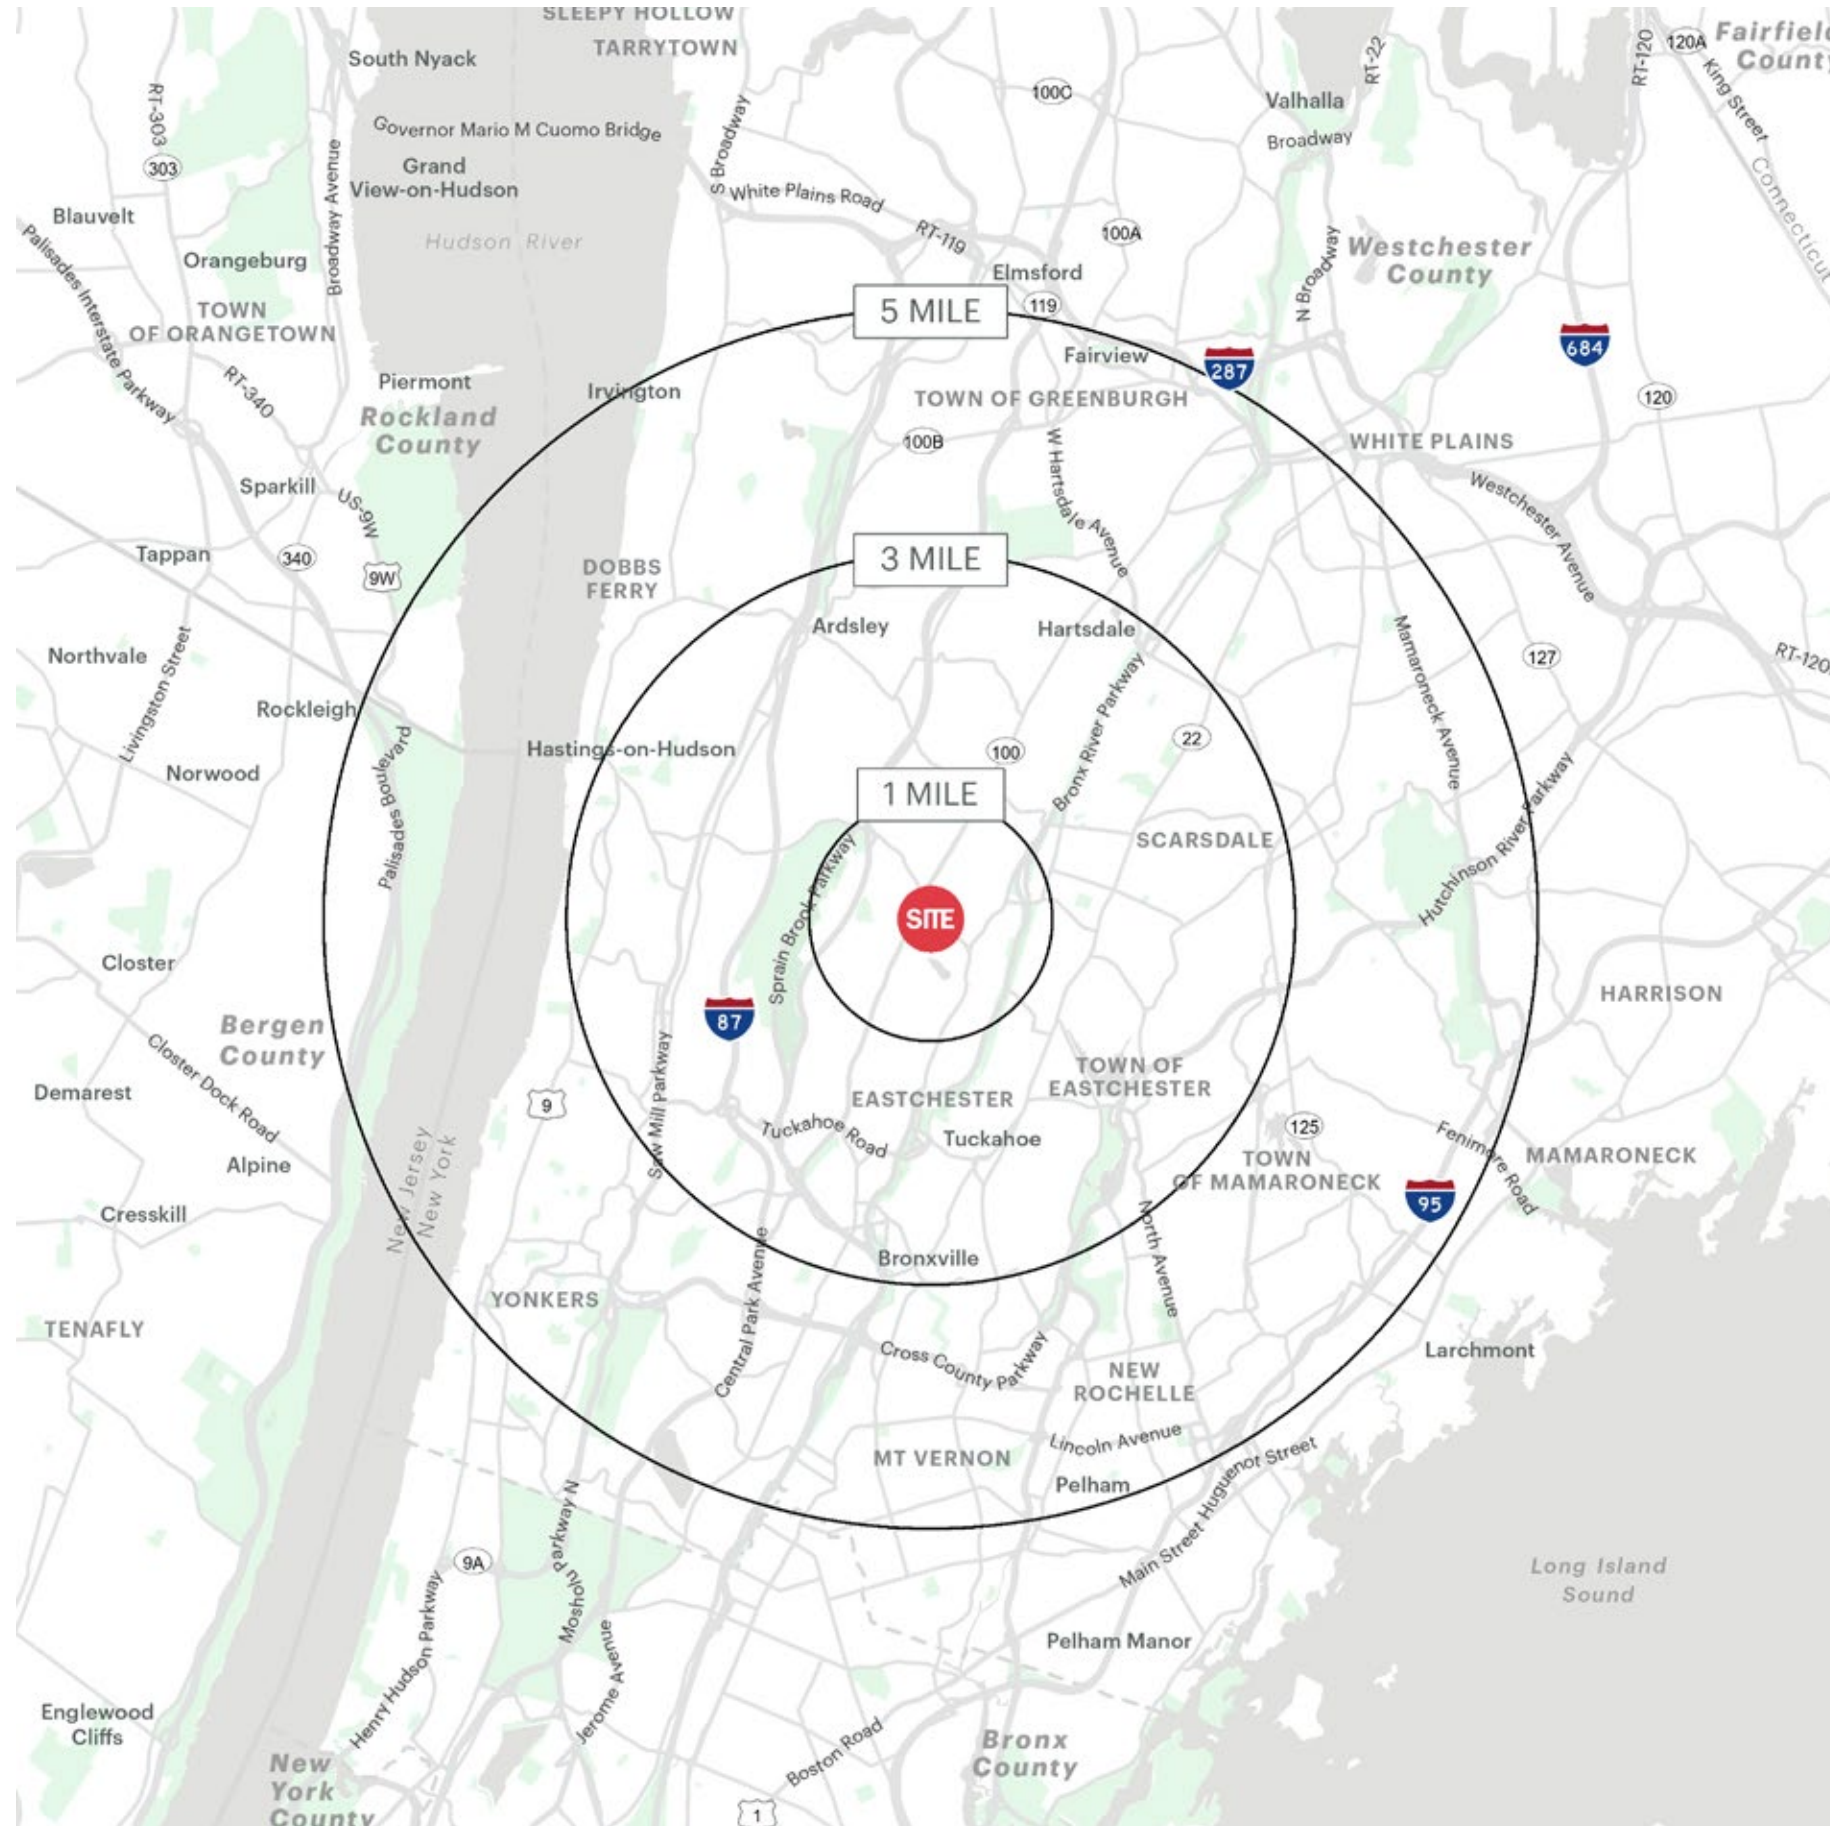 SLEEPY HOLLOW
TARRYTOWN
South Nyack
RT-303
303
Governor Mario M Cuomo Bridge
Grand
View-on-Hudson
Broadway Avenue
S Broadway
White Plains Road
100C
Valhalla
Broadway
RT-22
RT-120
120A
Fairfield
County
King Street
Connecticut
Blauvelt
Palisades Interstate Parkway
Hudson River
RT-119
100A
Westchester
County
N Broadway
Orangeburg
Elmsford
119
TOWN
OF ORANGETOWN
5 MILE
Fairview
287
684
RT-340
Piermont
Irvington
TOWN OF GREENBURGH
120
Rockland
County
100B
W Hartsdale Avenue
WHITE PLAINS
Sparkill
US-9W
Westchester Avenue
Tappan
340
9W
DOBBS
FERRY
3 MILE
Ardsley
Hartsdale
Northvale
Livingston Street
Mamaroneck Avenue
127
RT-120
Rockleigh
Palisades Boulevard
Hastings-on-Hudson
100
Bronx River Parkway
22
Norwood
1 MILE
Sprain Brook Parkway
SCARSDALE
Hutchinson River Parkway
SITE
Closter
HARRISON
87
Bergen
County
Closter Dock Road
Saw Mill Parkway
TOWN OF
EASTCHESTER
Demarest
9
EASTCHESTER
Tuckahoe Road
Tuckahoe
125
Fenimore Road
New Jersey
New York
Alpine
TOWN
OF MAMARONECK
MAMARONECK
95
Cresskill
North Avenue
Bronxville
Central Park Avenue
YONKERS
TENAFLY
Cross County Parkway
Larchmont
NEW
ROCHELLE
Lincoln Avenue
MT VERNON
Pelham
Main Street Huguenot Street
Mosholu Parkway N
9A
Long Island
Sound
Henry Hudson Parkway
Jerome Avenue
Pelham Manor
Englewood
Cliffs
Boston Road
Bronx
County
New
York
County
1